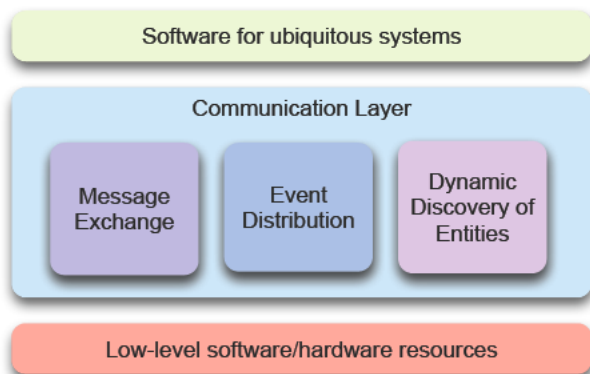 Software for ubiquitous systems
Communication Layer
Message
Exchange
Event
Distribution
Dynamic
Discovery of
Entities
Low-level software/hardware resources